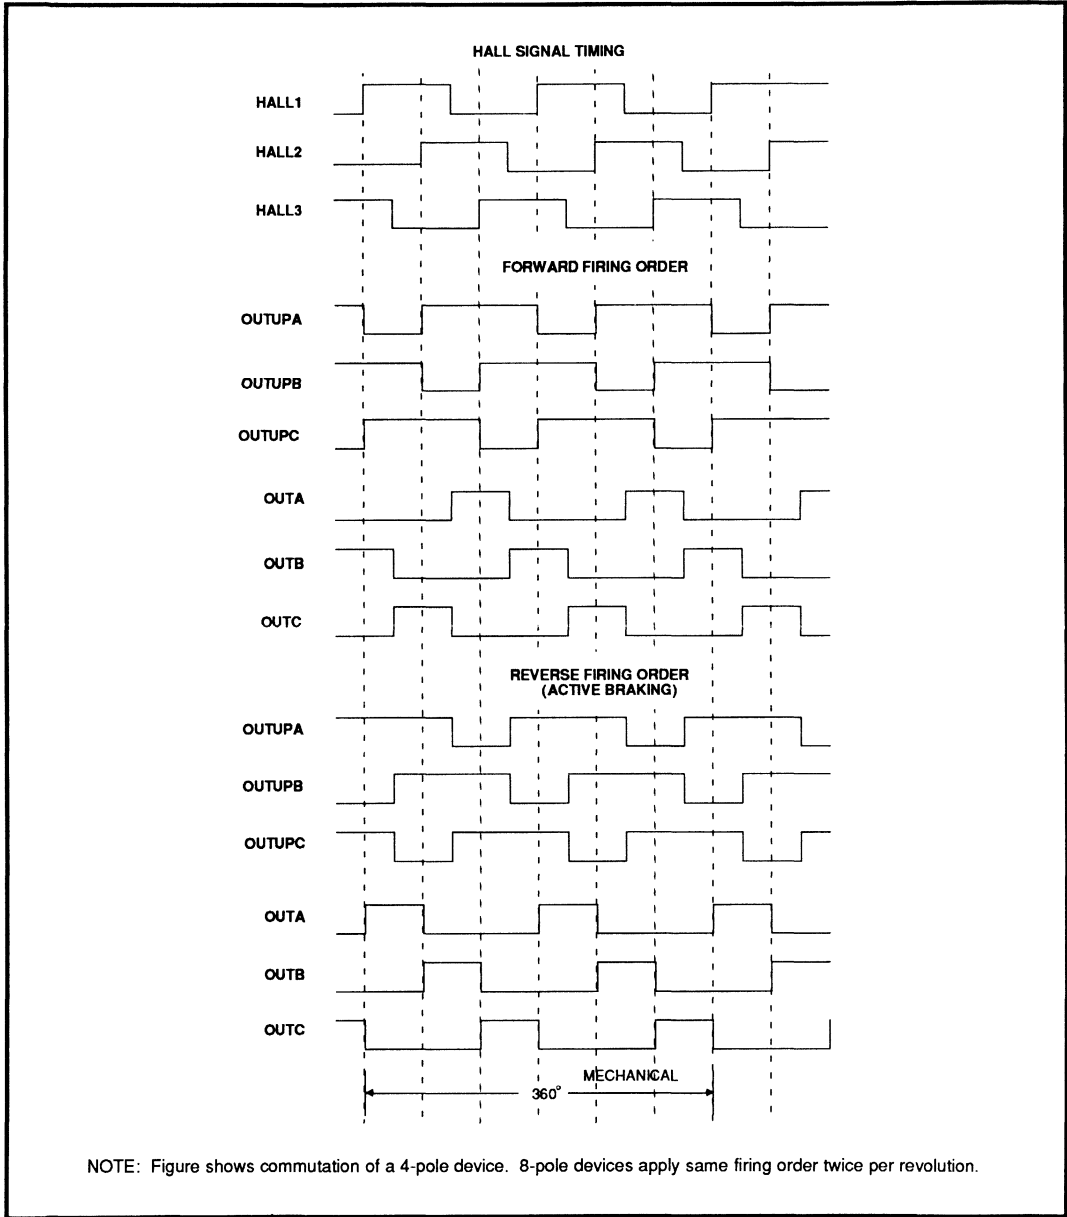 HALL SIGNAL TIMING
HALL1
HALL2
HALL3
FORWARD FIRING ORDER
OUTUPA
OUTUPB
OUTUPC
OUTA
OUTB
OUTC
REVERSE FIRING ORDER
(ACTIVE BRAKING)
OUTUPA
OUTUPB
OUTUPC
OUTA
OUTB
OUTC
MECHANICAL
360°
NOTE: Figure shows commutation of a 4-pole device. 8-pole devices apply same firing order twice per revolution.